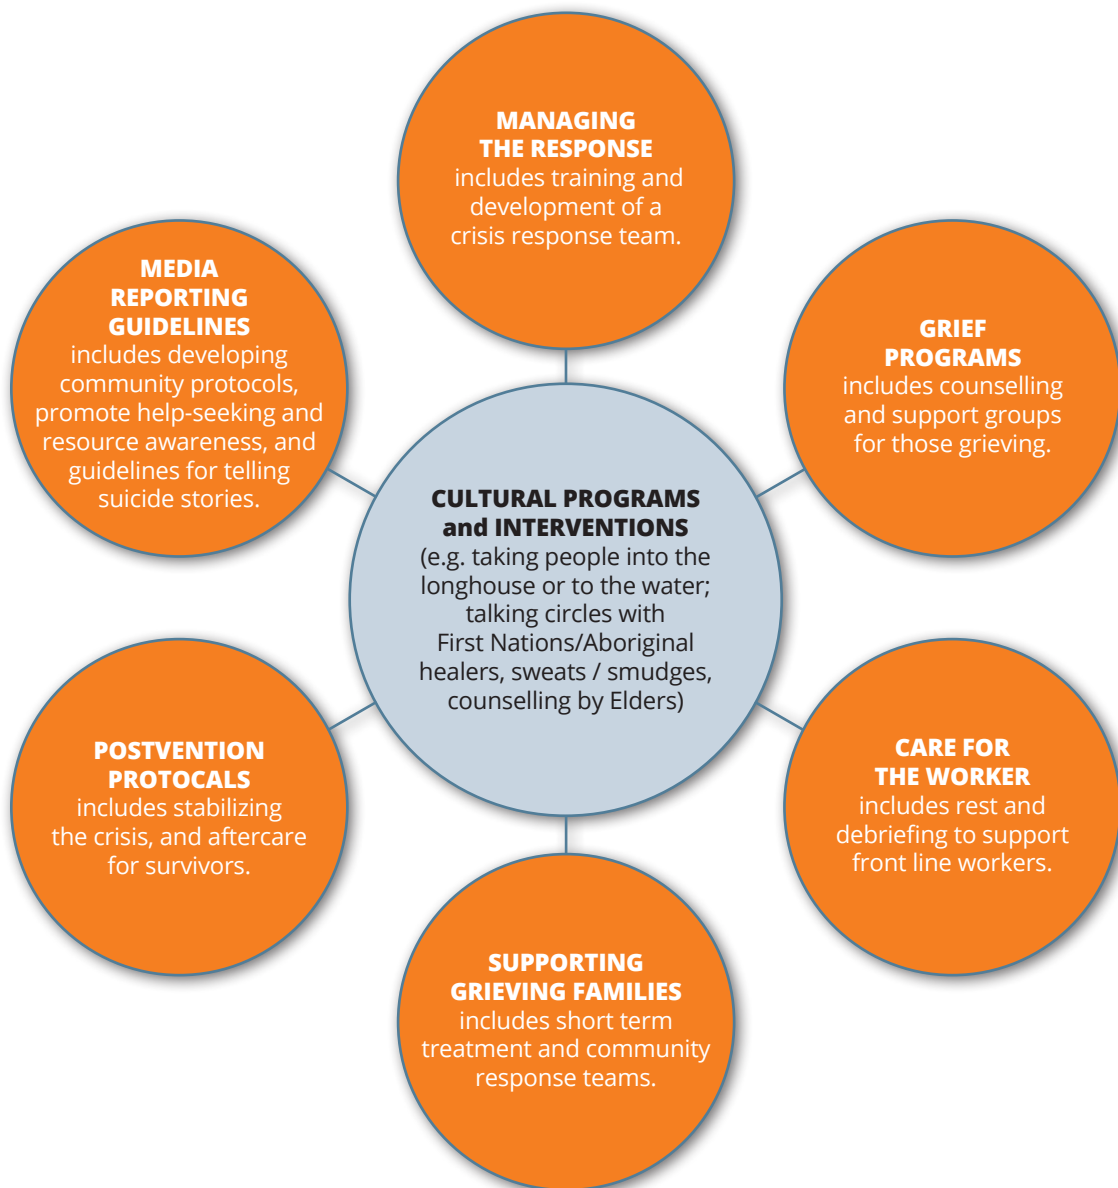 MANAGING
THE RESPONSE
includes training and
development of a
crisis response team.
MEDIA
REPORTING
GUIDELINES
includes developing
community protocols,
promote help-seeking and
resource awareness, and
guidelines for telling
suicide stories.
GRIEF
PROGRAMS
includes counselling
and support groups
for those grieving.
CULTURAL PROGRAMS
and INTERVENTIONS
(e.g. taking people into the
longhouse or to the water;
talking circles with
First Nations/Aboriginal
healers, sweats / smudges,
counselling by Elders)
POSTVENTION
PROTOCALS
includes stabilizing
the crisis, and aftercare
for survivors.
CARE FOR
THE WORKER
includes rest and
debriefing to support
front line workers.
SUPPORTING
GRIEVING FAMILIES
includes short term
treatment and community
response teams.